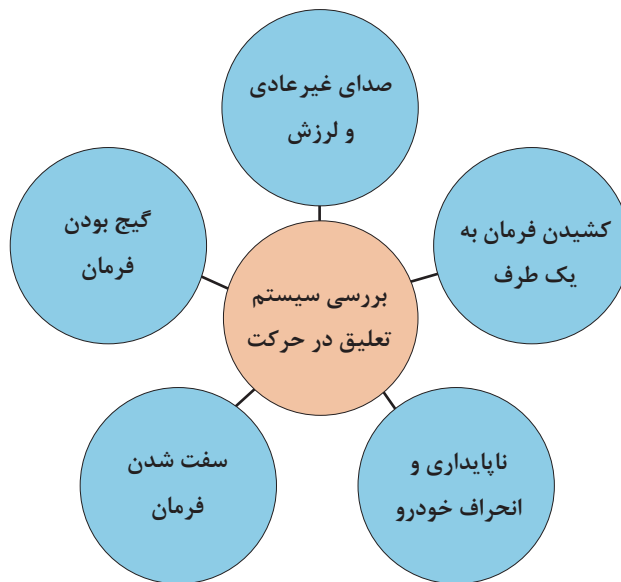 صدای غیرعادی
و لرزش
کشیدن فرمان به
یک طرف
گیج بودن
فرمان
بررسی سیستم
تعلیق در حرکت
ناپایداری و
انحراف خودرو
سفت شدن
فرمان